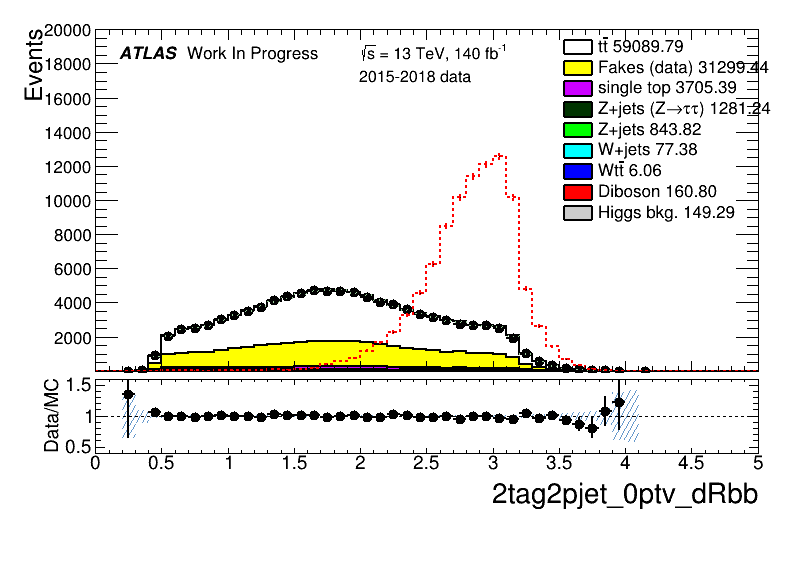 20000
18000
16000
14000
12000
10000
8000
6000
4000
2000
Events
ATLAS Work In Progress
√s = 13 TeV, 140 fb⁻¹
2015-2018 data
tt̄ 59089.79
Fakes (data) 31299.44
single top 3705.39
Z+jets (Z→ττ) 1281.24
Z+jets 843.82
W+jets 77.38
Wtt̄ 6.06
Diboson 160.80
Higgs bkg. 149.29
Data/MC
1.5
1
0.5
0 0.5 1 1.5 2 2.5 3 3.5 4 4.5 5
2tag2pjet_0ptv_dRbb